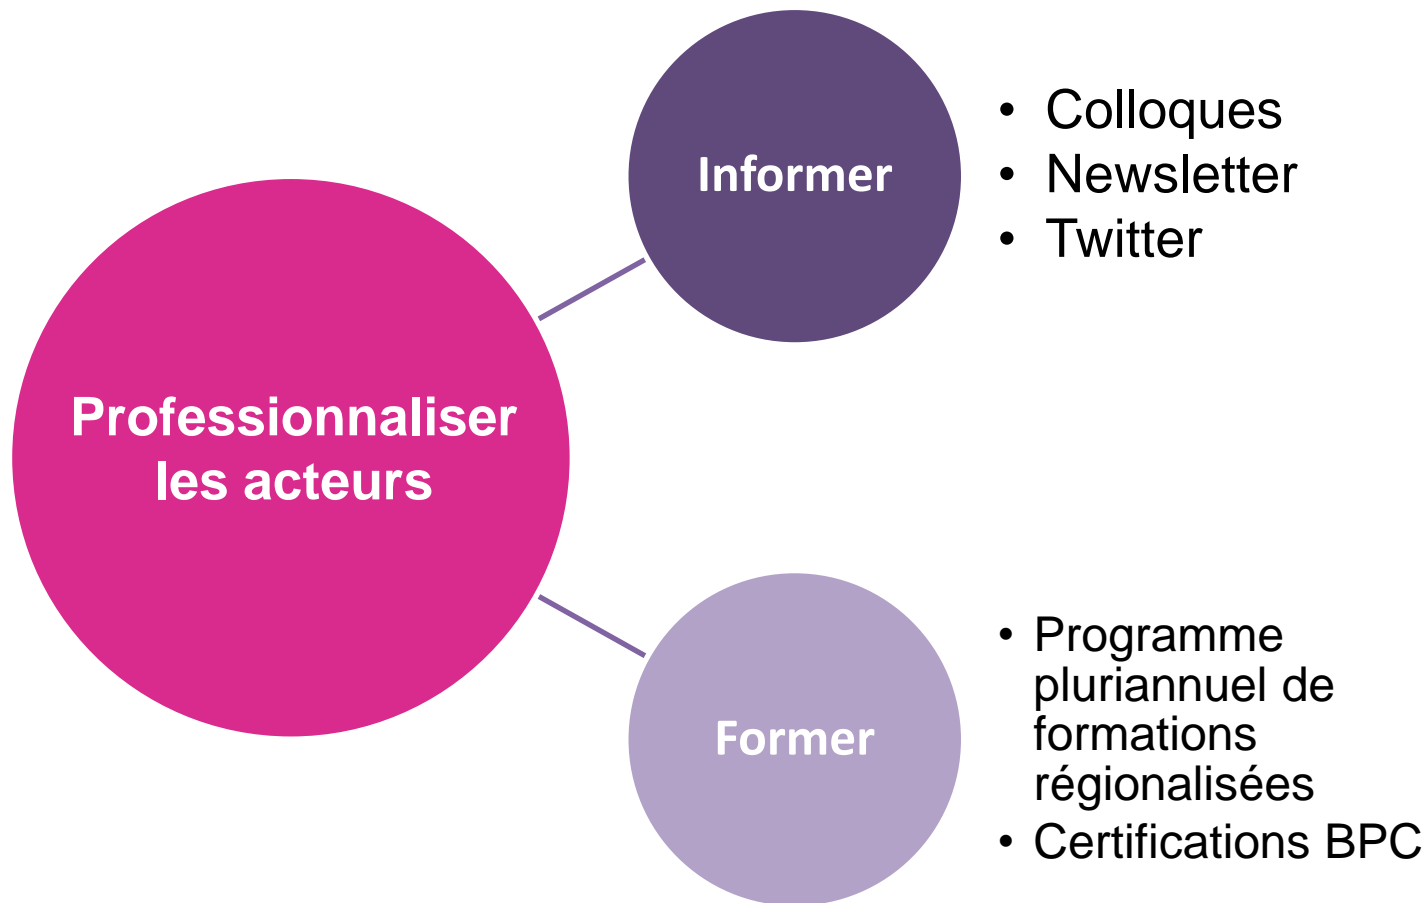 Informer
• Colloques
• Newsletter
• Twitter
Professionnaliser
les acteurs
Former
• Programme
pluriannuel de
formations
régionalisées
• Certifications BPC